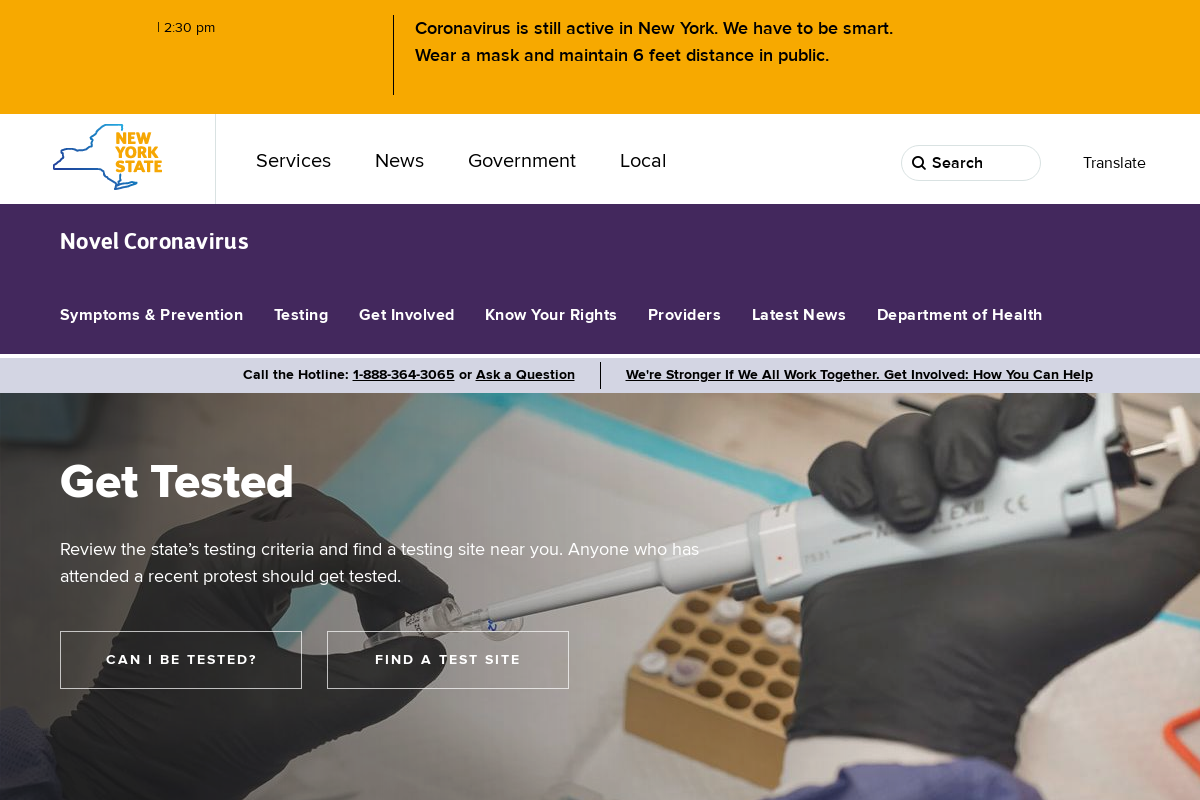 | 2:30 pm
Coronavirus is still active in New York. We have to be smart.
Wear a mask and maintain 6 feet distance in public.
NEW
YORK
STATE
Services
News
Government
Local
Search
Translate
Novel Coronavirus
Symptoms & Prevention
Testing
Get Involved
Know Your Rights
Providers
Latest News
Department of Health
Call the Hotline: 1-888-364-3065 or Ask a Question
We're Stronger If We All Work Together. Get Involved: How You Can Help
Get Tested
Review the state’s testing criteria and find a testing site near you. Anyone who has
attended a recent protest should get tested.
CAN I BE TESTED?
FIND A TEST SITE